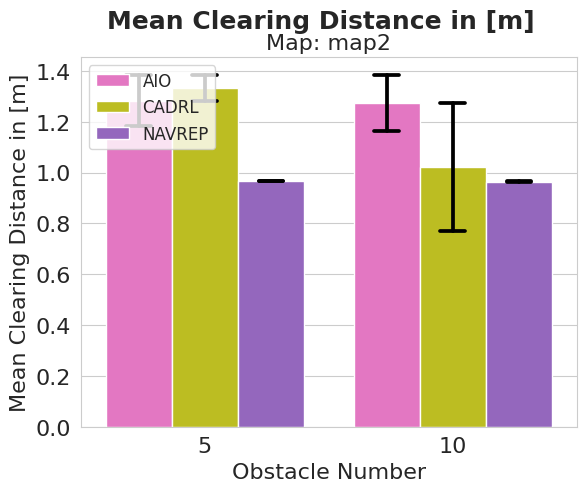 Mean Clearing Distance in [m]
Map: map2
Mean Clearing Distance in [m]
1.4
1.2
1.0
0.8
0.6
0.4
0.2
0.0
AIO
CADRL
NAVREP
5
10
Obstacle Number